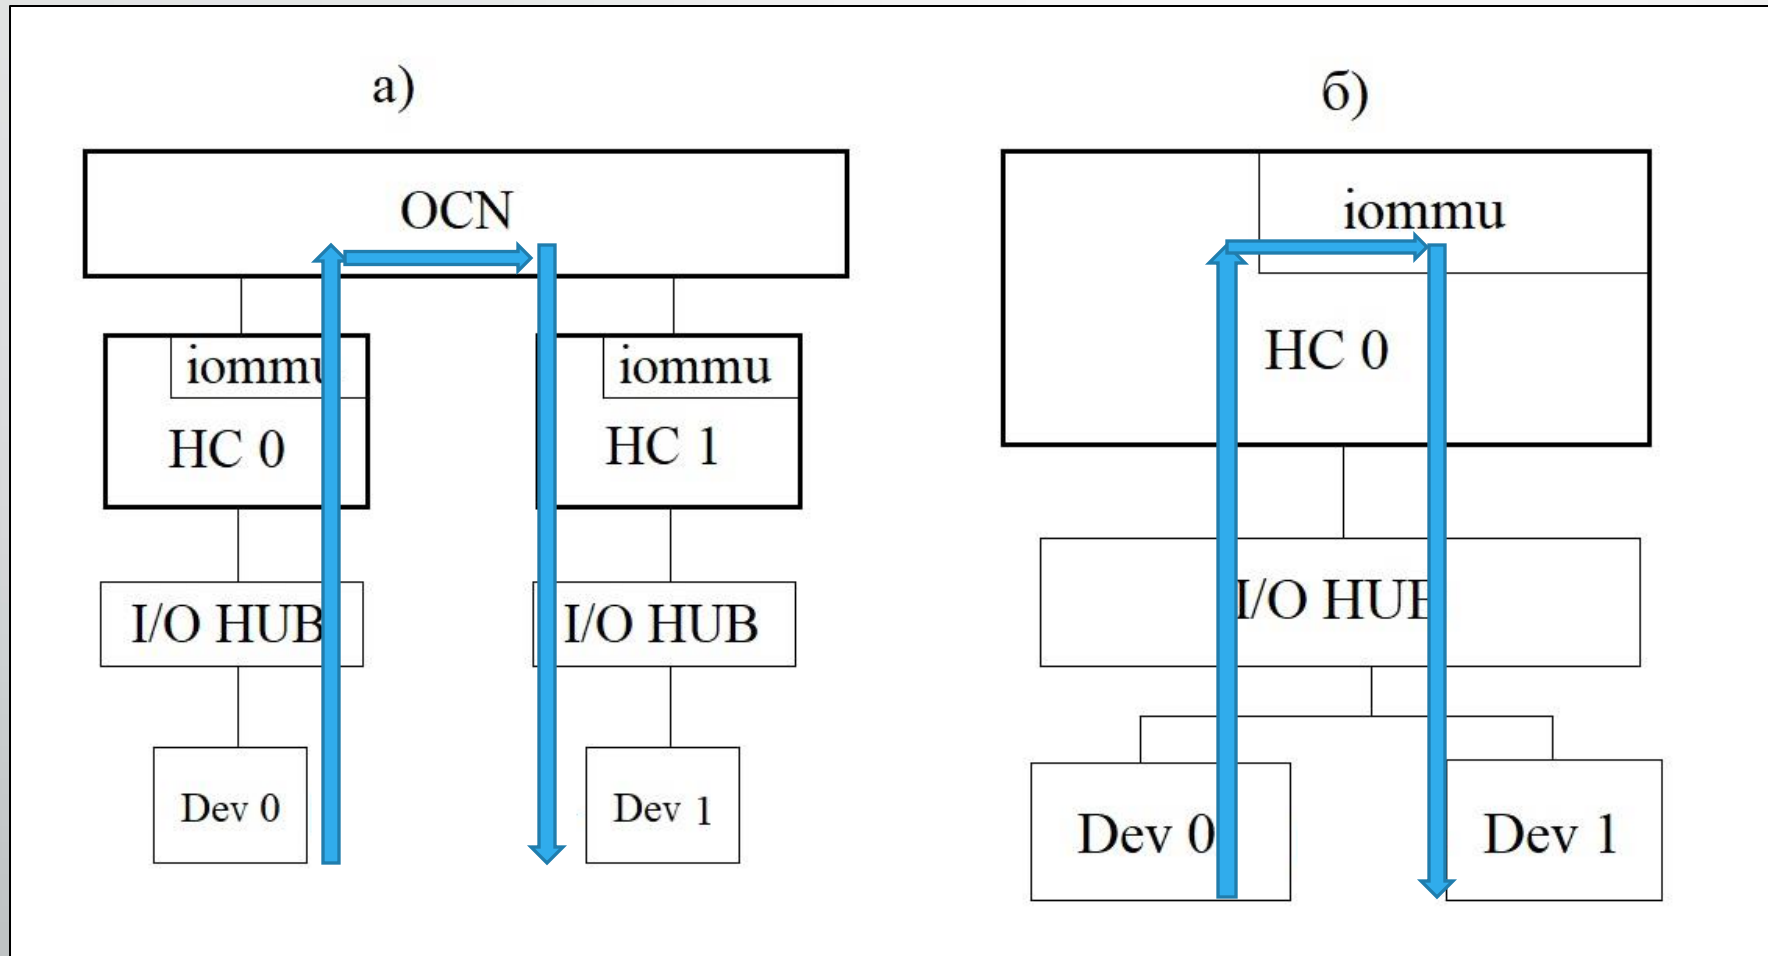 а)
OCN
iommu
HC 0
iommu
HC 1
I/O HUB
I/O HUB
Dev 0
Dev 1
б)
iommu
HC 0
I/O HUB
Dev 0
Dev 1